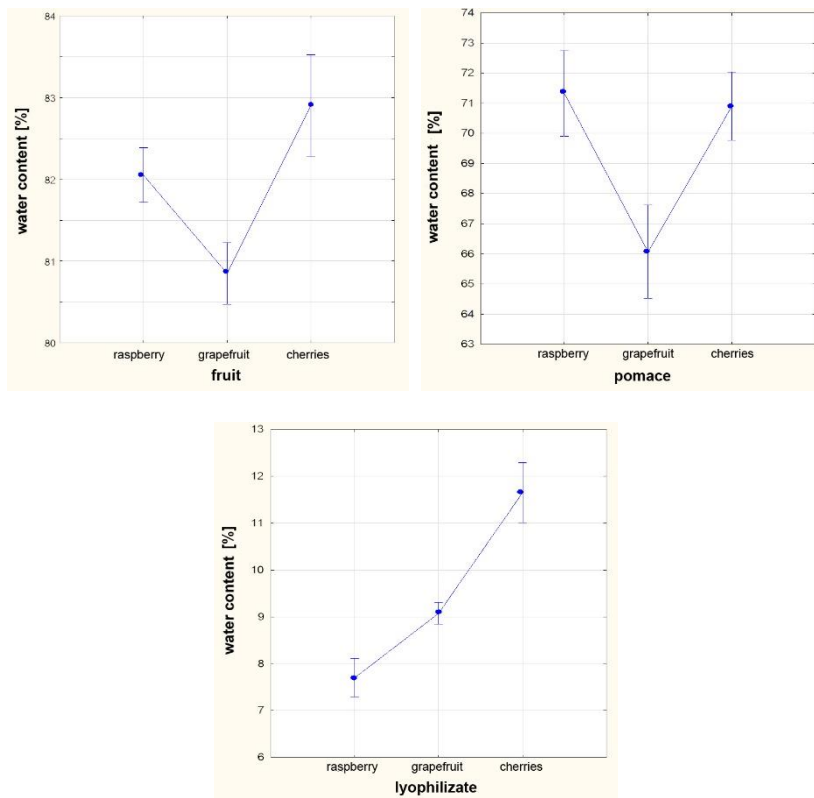 84
83
82
81
80
water content [%]
raspberry grapefruit cherries
fruit
74
73
72
71
70
69
68
67
66
65
64
63
water content [%]
raspberry grapefruit cherries
pomace
13
12
11
10
9
8
7
6
water content [%]
raspberry grapefruit cherries
lyophilizate